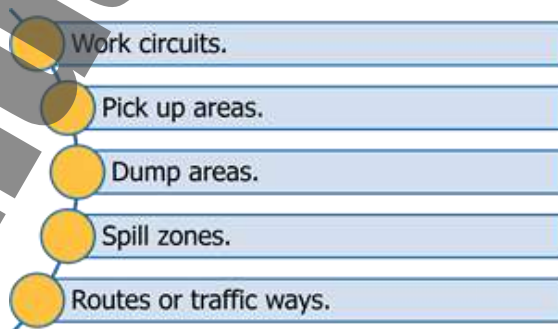 Work circuits.
Pick up areas.
Dump areas.
Spill zones.
Routes or traffic ways.